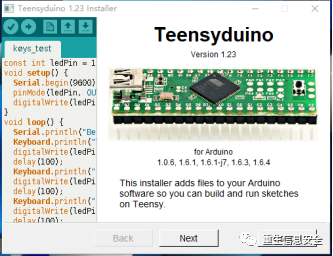 Teensyduino 1.23 Installer
keys_test
const int ledPin = 1
void setup() {
Serial.begin(9600)
pinMode(ledPin, OU
digitalWrite(ledPi
}
void loop() {
Serial.println("Be
Keyboard.println("
digitalWrite(ledPi
delay(100);
Keyboard.println("
digitalWrite(ledPi
delay(100);
Keyboard.println("
digitalWrite(ledPi
delay(100);
Teensyduino
Version 1.23
for Arduino
1.0.6, 1.6.1, 1.6.1-j7, 1.6.3, 1.6.4
This installer adds files to your Arduino
software so you can build and run sketches
on Teensy.
Back
Next
重生信息安全